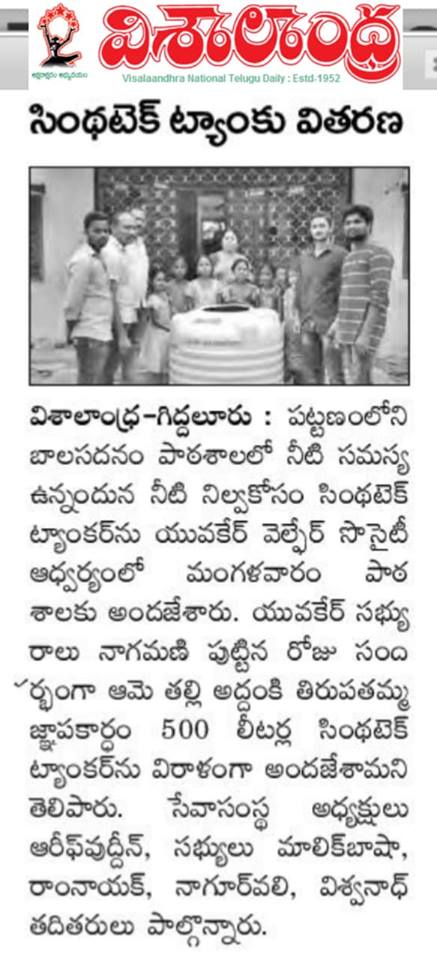 విశాలాంధ్ర
Visalaandhra National Telugu Daily : Estd-1952
సింథటెక్ ట్యాంకు వితరణ
విశాలాంధ్ర-గిద్దలూరు : పట్టణంలోని
బాలసదనం పాఠశాలలో నీటి సమస్య
ఉన్నందున నీటి నిల్వకోసం సింథటెక్
ట్యాంకర్‌ను యువకేర్ వెల్ఫేర్ సొసైటీ
ఆధ్వర్యంలో మంగళవారం పాఠ
శాలకు అందజేశారు. యువకేర్ సభ్యు
రాలు నాగమణి పుట్టిన రోజు సంద
ర్భంగా ఆమె తల్లి అద్దంకి తిరుపతమ్మ
జ్ఞాపకార్ధం 500 లీటర్ల సింథటెక్
ట్యాంకర్‌ను విరాళంగా అందజేశామని
తెలిపారు. సేవాసంస్థ అధ్యక్షులు
ఆరీఫ్‌వుద్దీన్, సభ్యులు మాలిక్‌బాషా,
రాంనాయక్, నాగూర్‌వలి, విశ్వనాధ్
తదితరులు పాల్గొన్నారు.